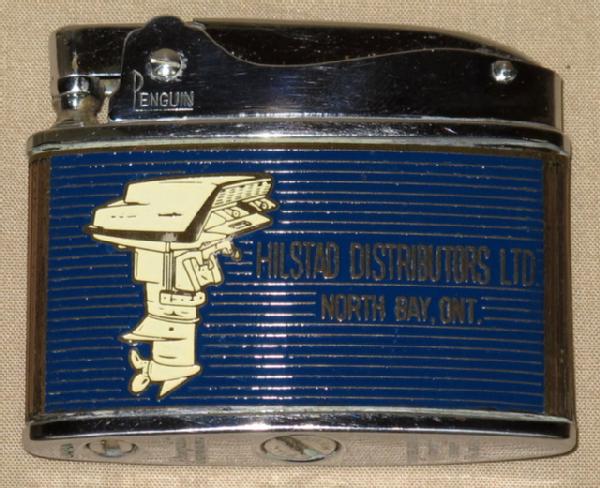 PENGUIN
HILSTAD DISTRIBUTORS LTD.
NORTH BAY, ONT.